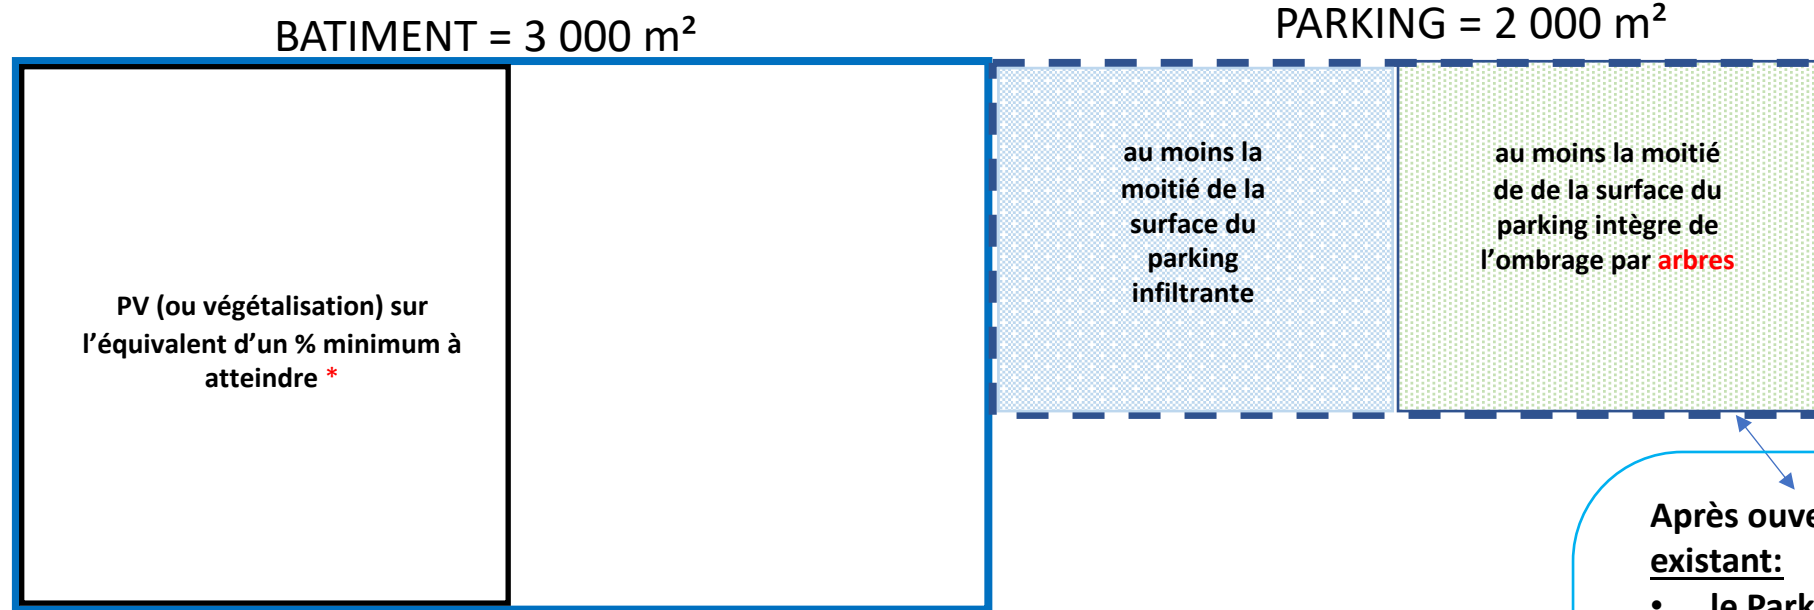 BATIMENT = 3 000 m²
PARKING = 2 000 m²
PV (ou végétalisation) sur
l'équivalent d'un % minimum à
atteindre *
au moins la
moitié de la
surface du
parking
infiltrante
au moins la moitié
de de la surface du
parking intègre de
l'ombrage par arbres
Après
existant:
• le